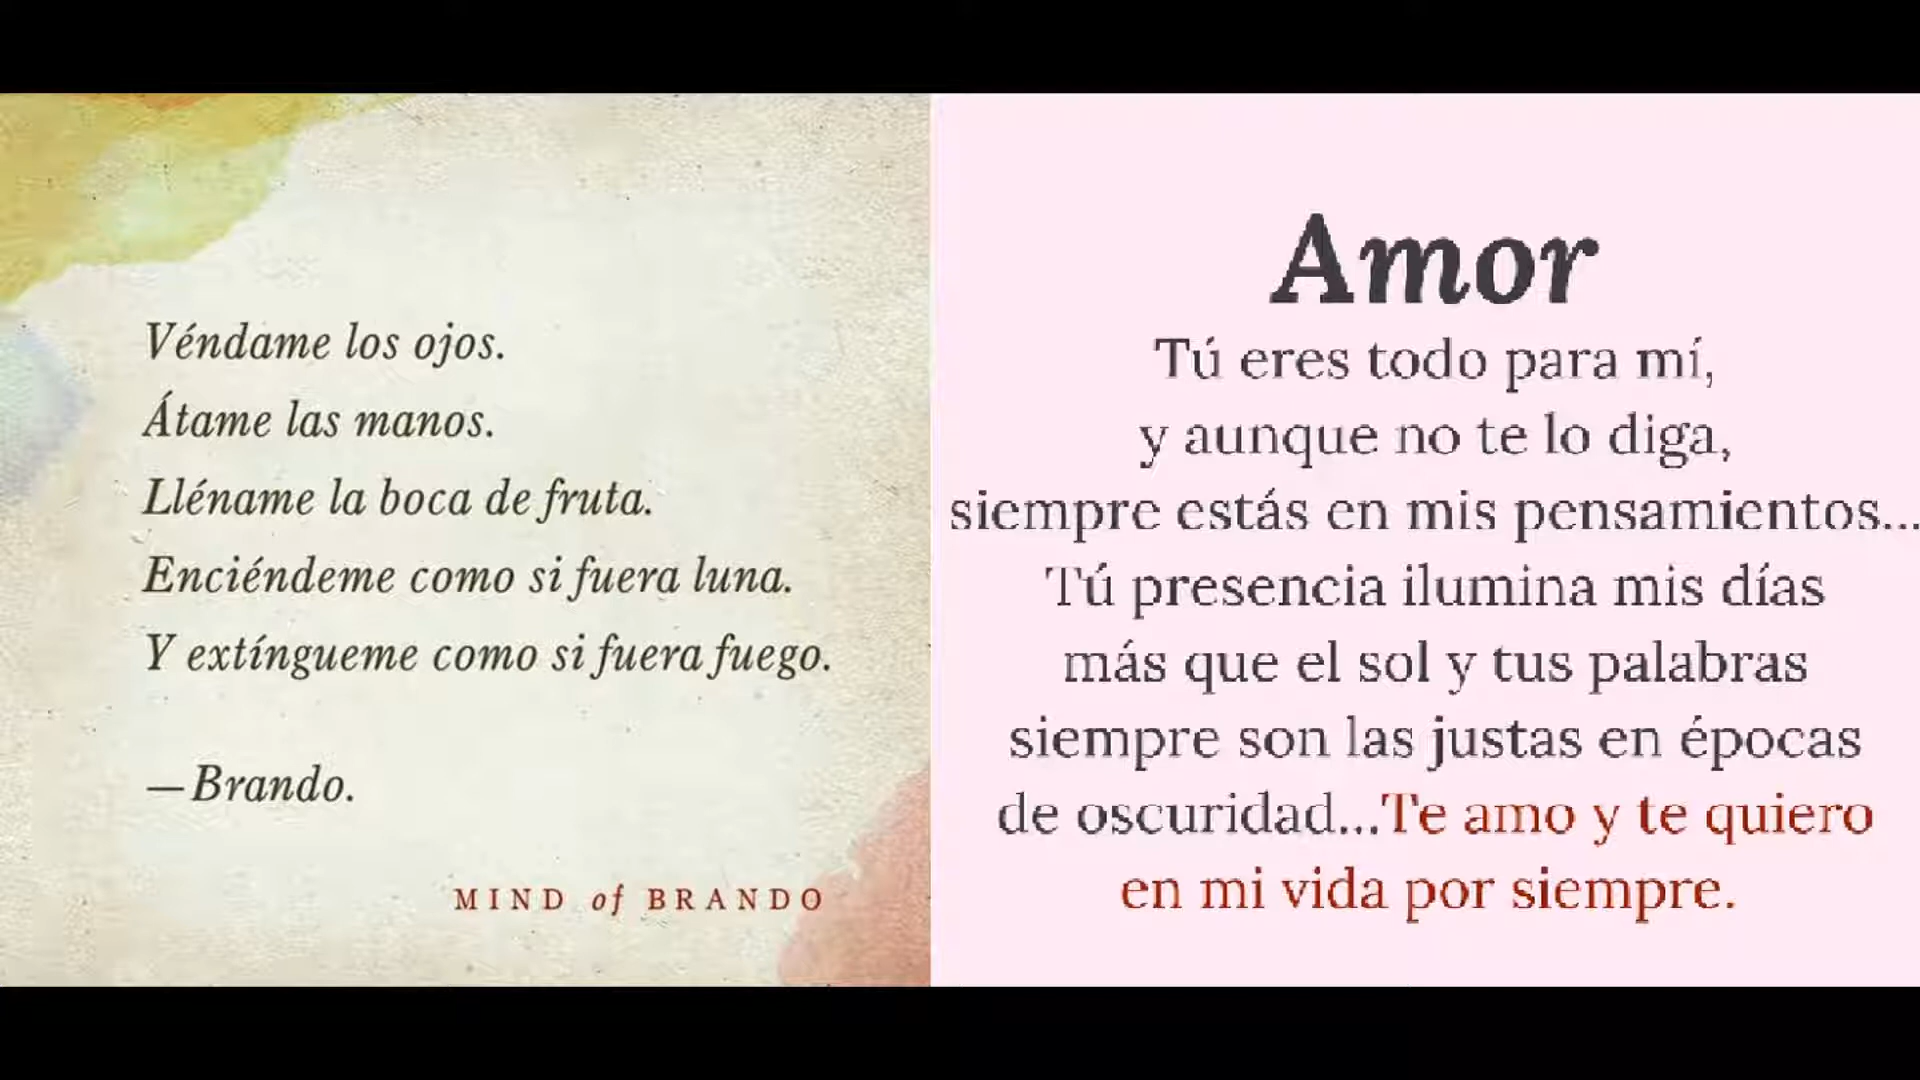 Véndame los ojos.
Átame las manos.
Lléname la boca de fruta.
Enciéndeme como si fuera luna.
Y extíngueme como si fuera fuego.
—Brando.
MIND of BRANDO
Amor
Tú eres todo para mí,
y aunque no te lo diga,
siempre estás en mis pensamientos...
Tú presencia ilumina mis días
más que el sol y tus palabras
siempre son las justas en épocas
de oscuridad...Te amo y te quiero
en mi vida por siempre.